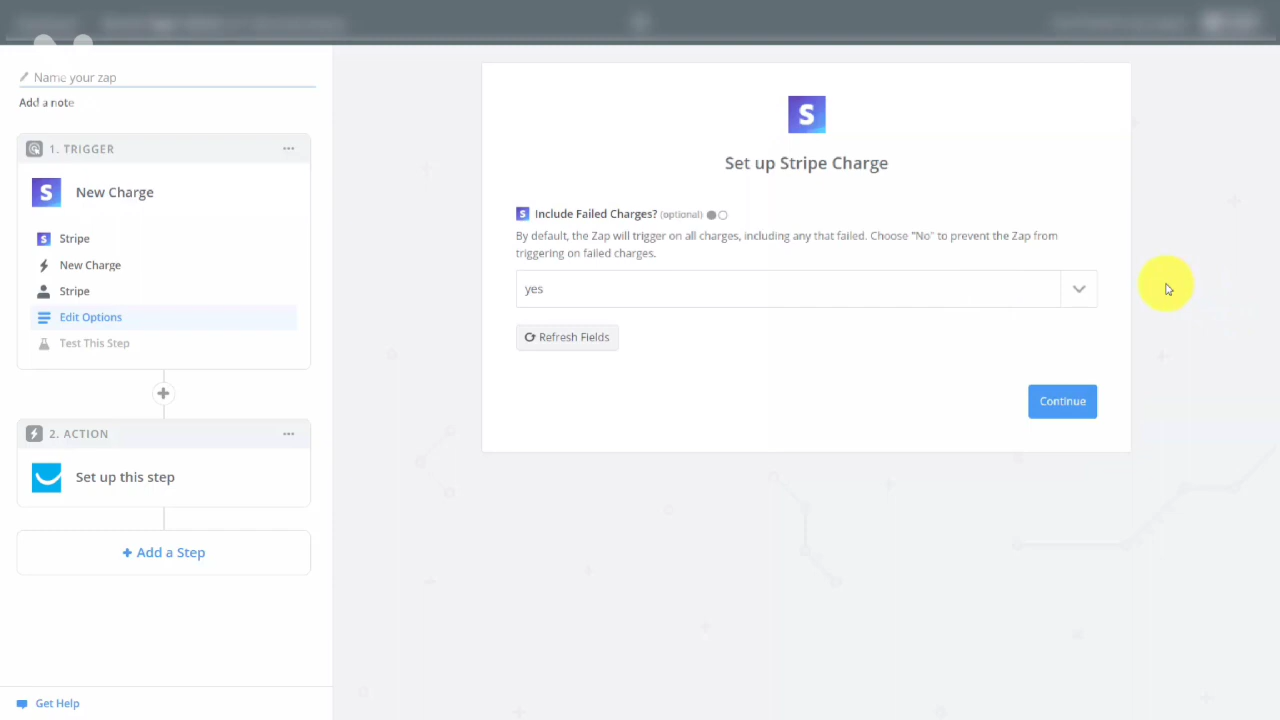 Name your zap
Add a note
1. TRIGGER
New Charge
Stripe
New Charge
Stripe
Edit Options
Test This Step
2. ACTION
Set up this step
+ Add a Step
Get Help
S
Set up Stripe Charge
Include Failed Charges? (optional)
By default, the Zap will trigger on all charges, including any that failed. Choose "No" to prevent the Zap from
triggering on failed charges.
yes
Refresh Fields
Continue